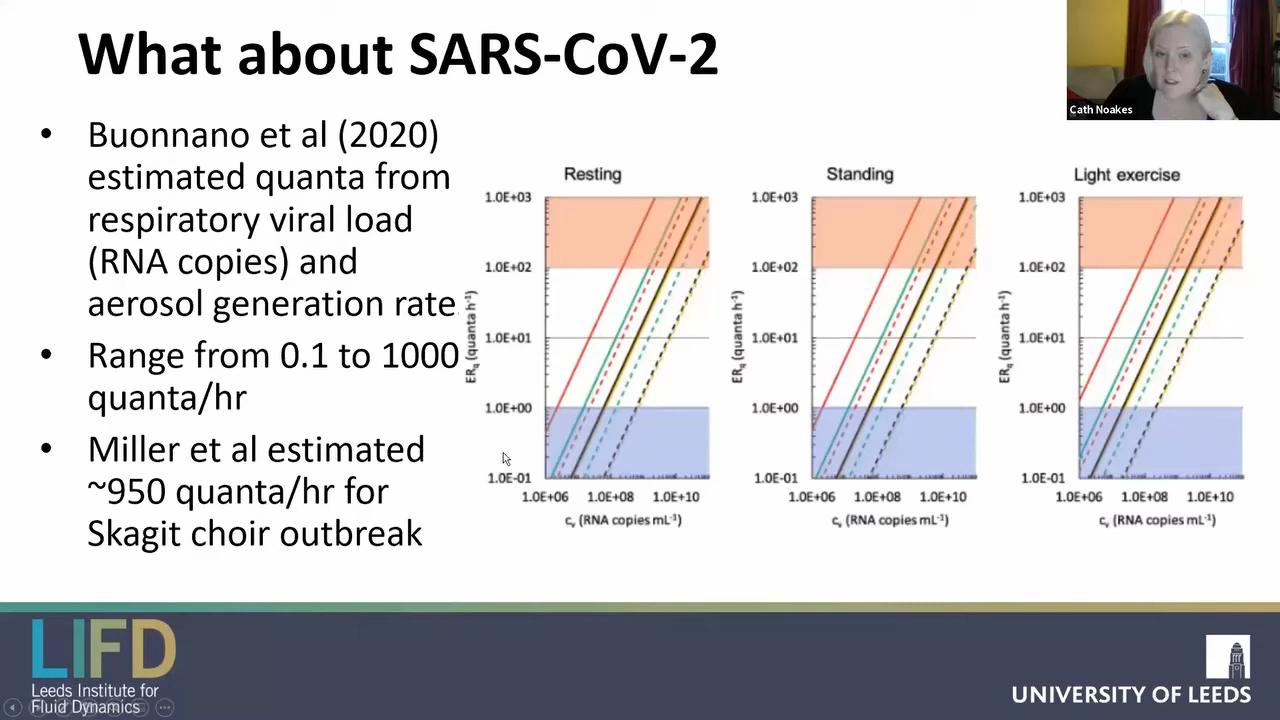 What about SARS-CoV-2
Cath Noakes
• Buonnano et al (2020)
estimated quanta from
respiratory viral load
(RNA copies) and
aerosol generation rate.
• Range from 0.1 to 1000
quanta/hr
• Miller et al estimated
~950 quanta/hr for
Skagit choir outbreak
Resting
1.0E+03
1.0E+02
1.0E+01
1.0E+00
1.0E-01
ERq (quanta h⁻¹)
1.0E+06 1.0E+08 1.0E+10
cv (RNA copies mL⁻¹)
Standing
1.0E+03
1.0E+02
1.0E+01
1.0E+00
1.0E-01
ERq (quanta h⁻¹)
1.0E+06 1.0E+08 1.0E+10
cv (RNA copies mL⁻¹)
Light exercise
1.0E+03
1.0E+02
1.0E+01
1.0E+00
1.0E-01
ERq (quanta h⁻¹)
1.0E+06 1.0E+08 1.0E+10
cv (RNA copies mL⁻¹)
LIFD
Leeds Institute for
Fluid Dynamics
UNIVERSITY OF LEEDS